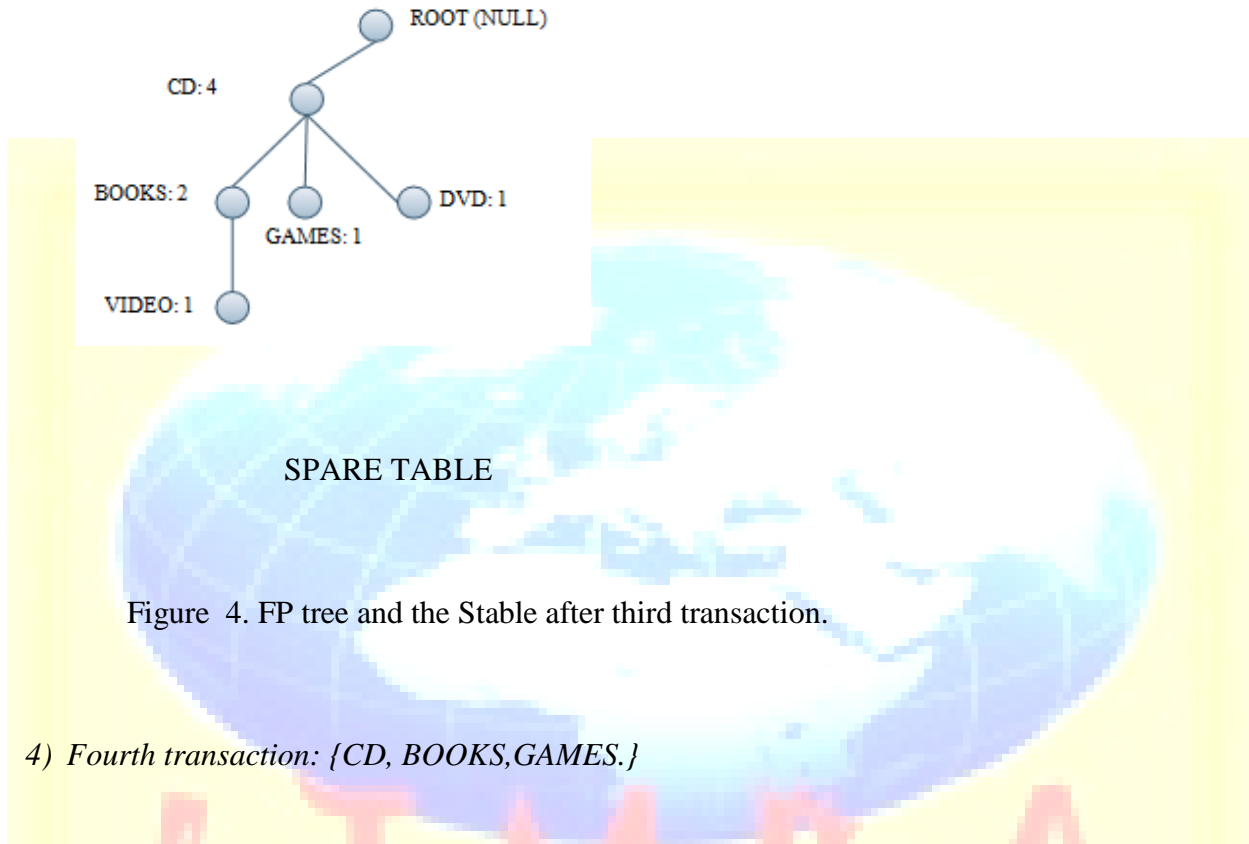 ROOT (NULL)
CD: 4
BOOKS: 2
DVD: 1
GAMES: 1
VIDEO: 1
SPARE TABLE
Figure 4. FP tree and the Stable after third transaction.
4) Fourth transaction: {CD, BOOKS,GAMES.}